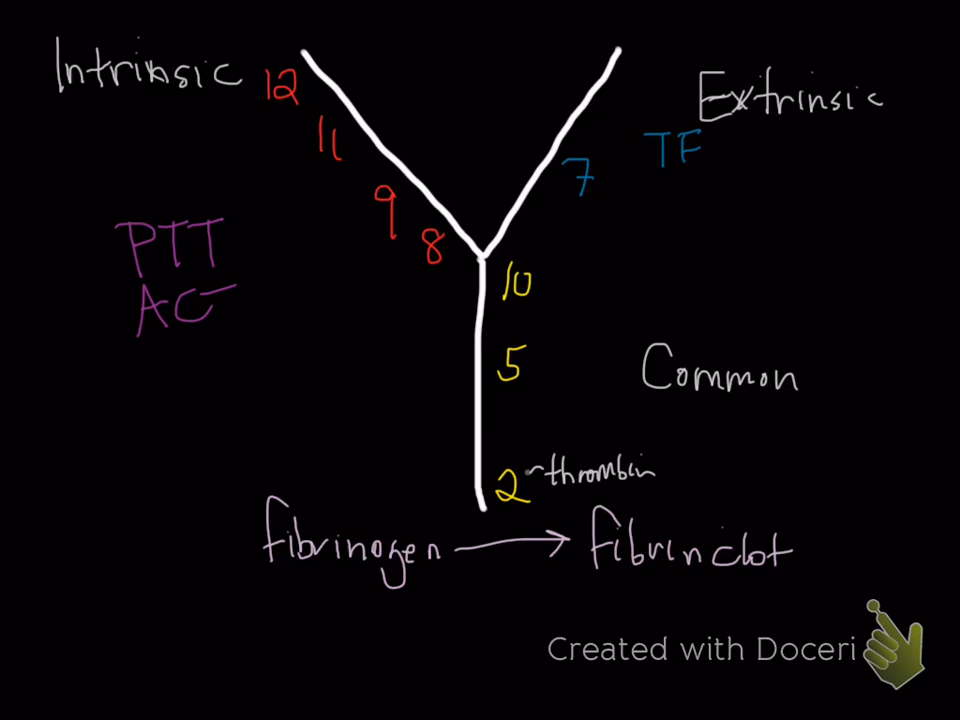 Intrinsic
Extrinsic
12
11
9
8
TF
7
PTT
ACT
10
5
Common
2 ~thrombin
fibrinogen → fibrin clot
Created with Doceri